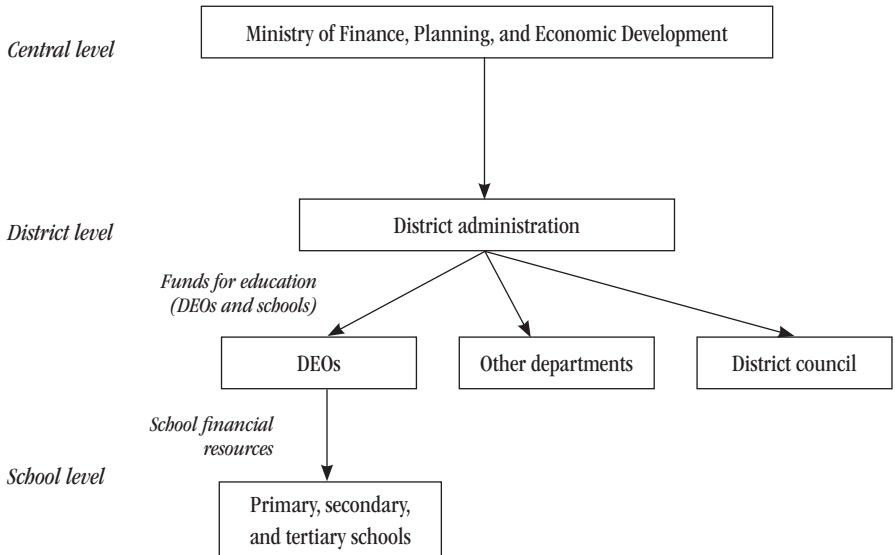 Central level
Ministry of Finance, Planning, and Economic Development
District level
District administration
Funds for education
(DEOs and schools)
DEOs
Other departments
District council
School financial
resources
School level
Primary, secondary,
and tertiary schools